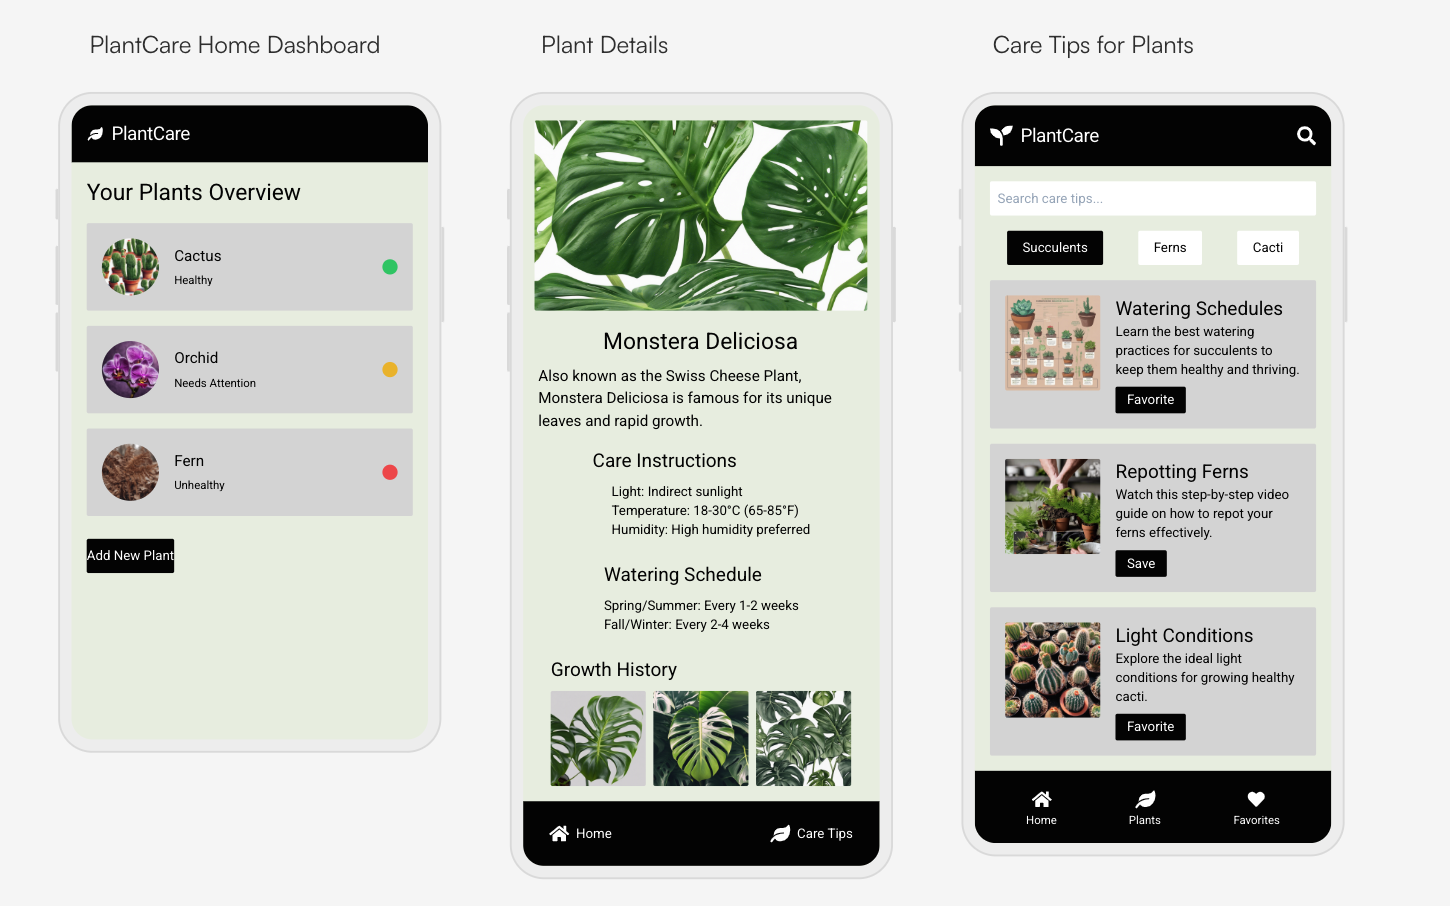 PlantCare Home Dashboard
PlantCare
Your Plants Overview
Cactus
Healthy
Orchid
Needs Attention
Fern
Unhealthy
Add New Plant
Plant Details
Monstera Deliciosa
Also known as the Swiss Cheese Plant,
Monstera Deliciosa is famous for its unique
leaves and rapid growth.
Care Instructions
Light: Indirect sunlight
Temperature: 18-30°C (65-85°F)
Humidity: High humidity preferred
Watering Schedule
Spring/Summer: Every 1-2 weeks
Fall/Winter: Every 2-4 weeks
Growth History
Home
Care Tips
Care Tips for Plants
PlantCare
Search care tips...
Succulents
Ferns
Cacti
Watering Schedules
Learn the best watering
practices for succulents to
keep them healthy and thriving.
Favorite
Repotting Ferns
Watch this step-by-step video
guide on how to repot your
ferns effectively.
Save
Light Conditions
Explore the ideal light
conditions for growing healthy
cacti.
Favorite
Home
Plants
Favorites